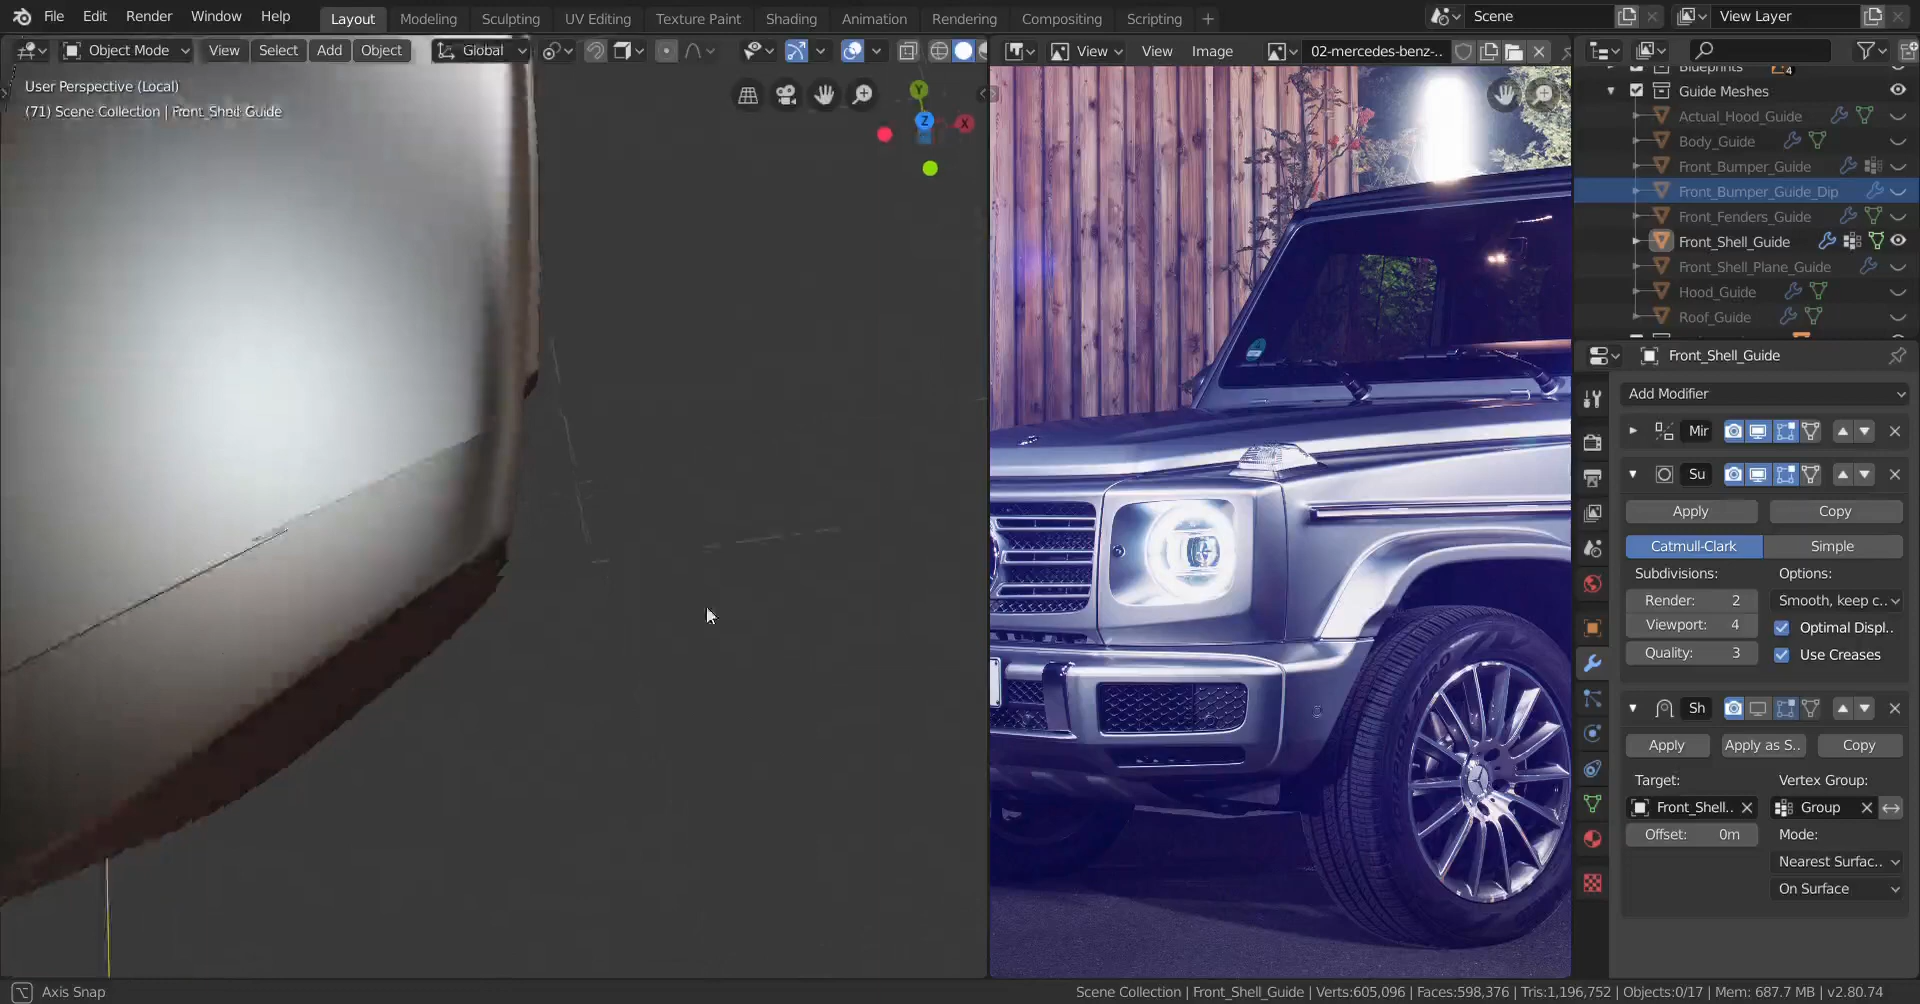 File Edit Render Window Help Layout Modeling Sculpting UV Editing Texture Paint Shading Animation Rendering Compositing Scripting + Scene View Layer
Object Mode View Select Add Object Global View View Image 02-mercedes-benz-..
User Perspective (Local)
(71) Scene Collection | Front_Shell Guide
Y
Z
X
Blueprints 4
Guide Meshes
Actual_Hood_Guide
Body_Guide
Front_Bumper_Guide
Front_Bumper_Guide_Dip
Front_Fenders_Guide
Front_Shell_Guide
Front_Shell_Plane_Guide
Hood_Guide
Roof_Guide
Front_Shell_Guide
Add Modifier
Mir
Su
Apply Copy
Catmull-Clark Simple
Subdivisions: Options:
Render: 2 Smooth, keep c..
Viewport: 4 Optimal Displ..
Quality: 3 Use Creases
Sh
Apply Apply as S.. Copy
Target: Vertex Group:
Front_Shell.. Group
Offset: 0m Mode:
Nearest Surfac..
On Surface
Axis Snap
Scene Collection | Front_Shell_Guide | Verts:605,096 | Faces:598,376 | Tris:1,196,752 | Objects:0/17 | Mem: 687.7 MB | v2.80.74